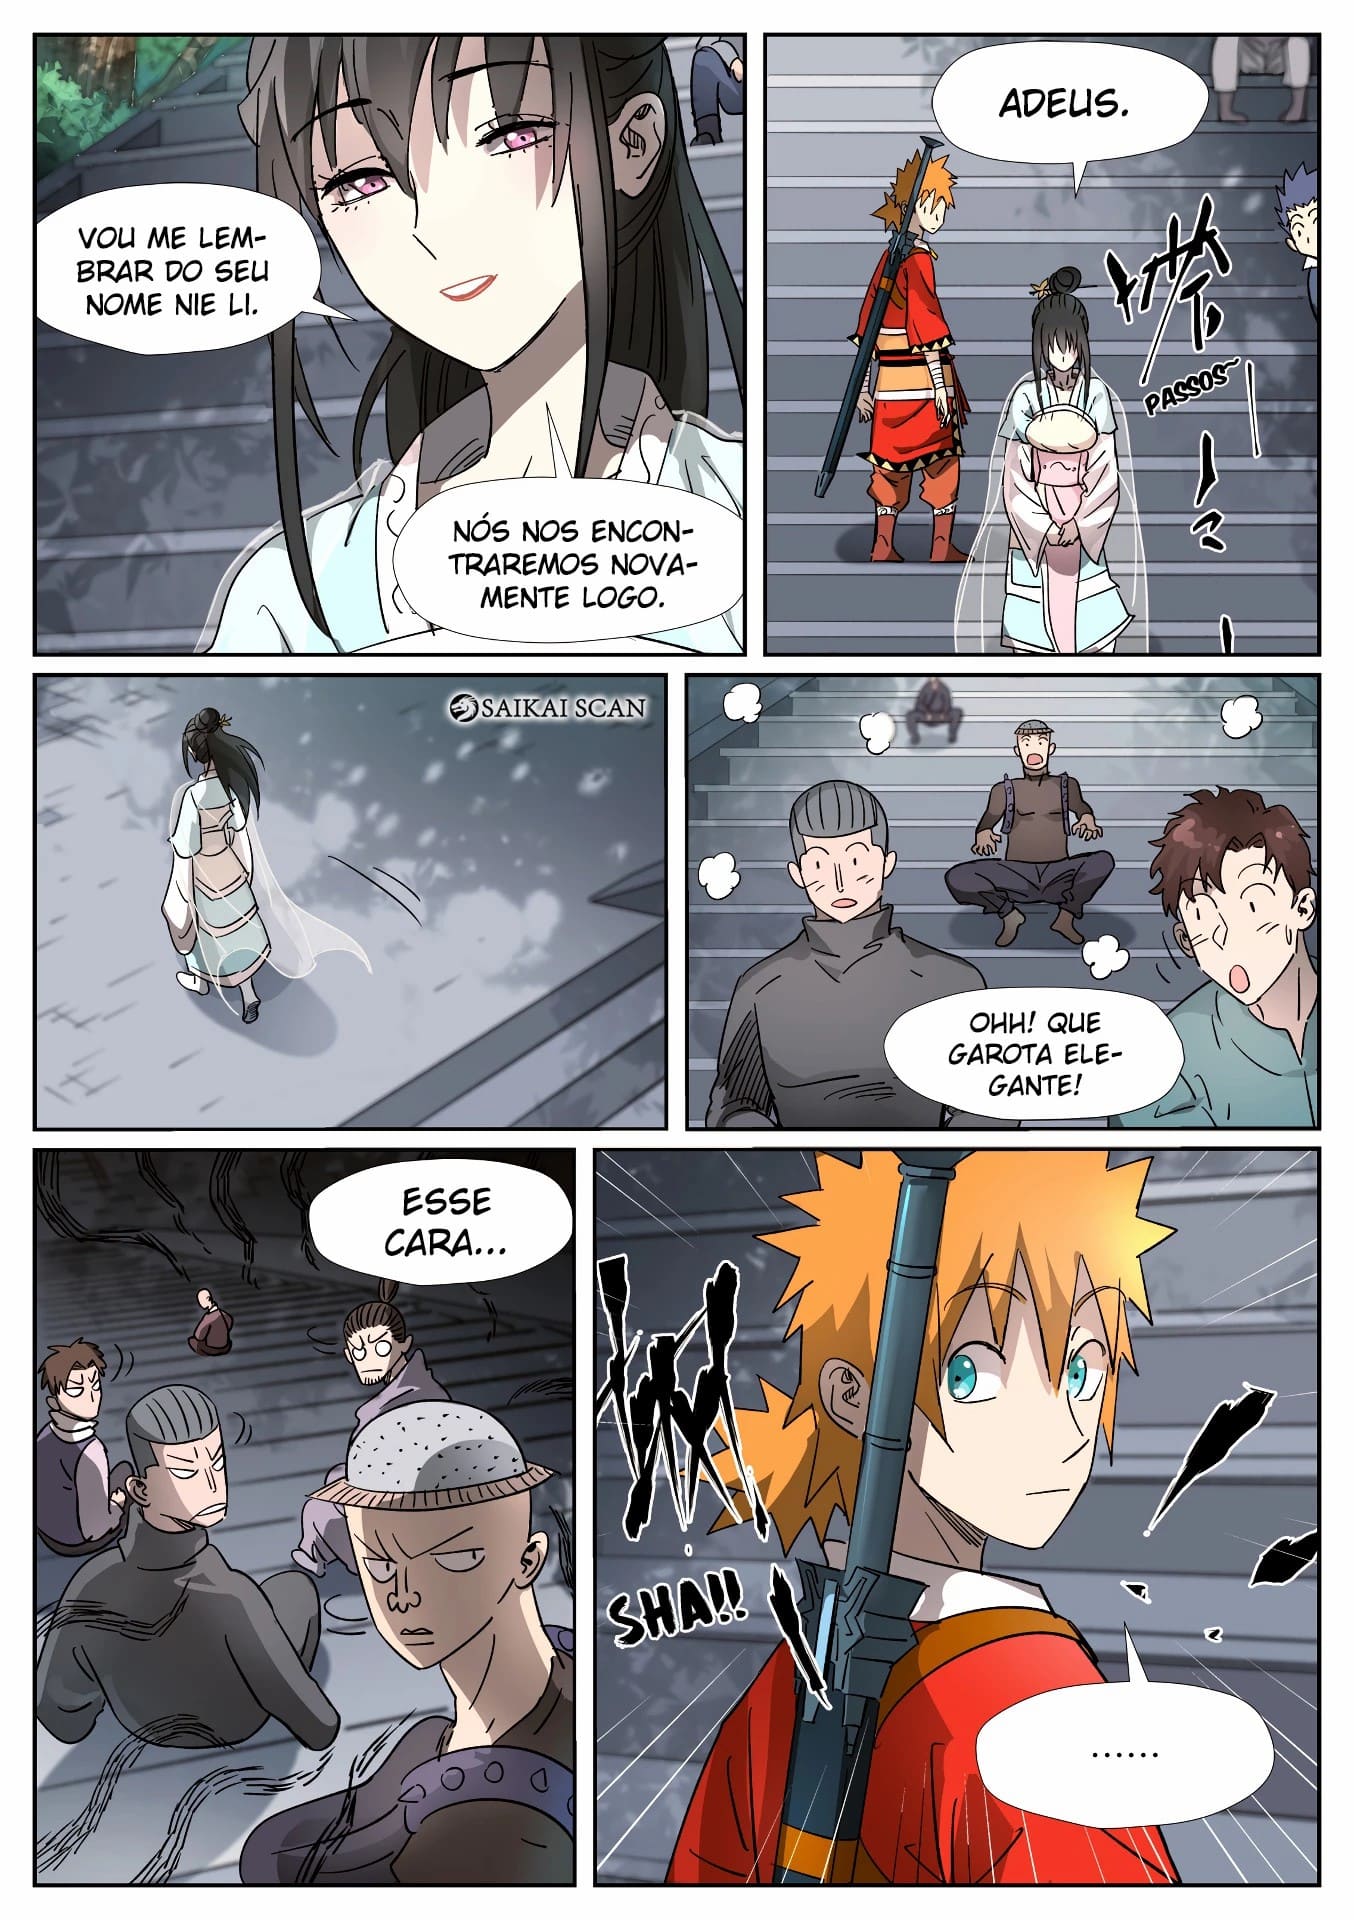 VOU ME LEM-
BRAR DO SEU
NOME NIE LI.
NÓS NOS ENCON-
TRAREMOS NOVA-
MENTE LOGO.
ADEUS.
PASSOS~
SAIKAI SCAN
OHH! QUE
GAROTA ELE-
GANTE!
ESSE
CARA...
SHA!!
......